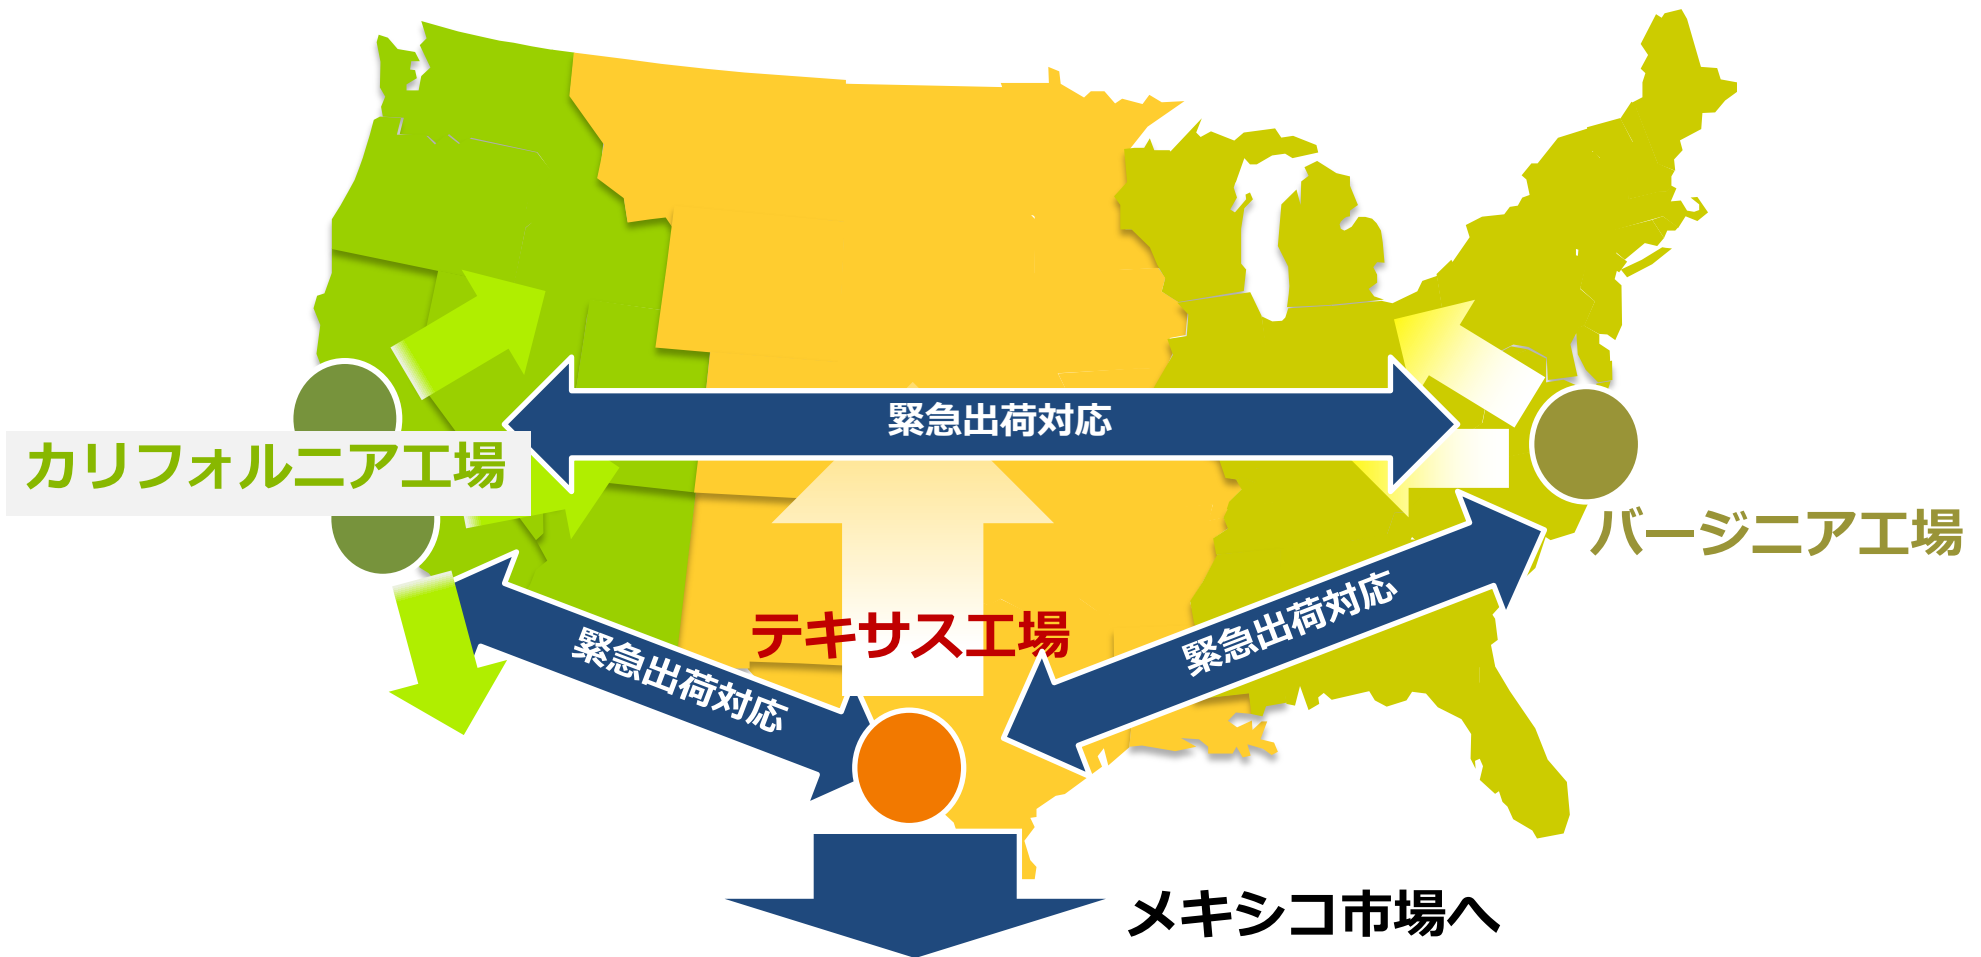 緊急出荷対応
カリフォルニア工場
バージニア工場
緊急出荷対応
テキサス工場
緊急出荷対応
メキシコ市場へ